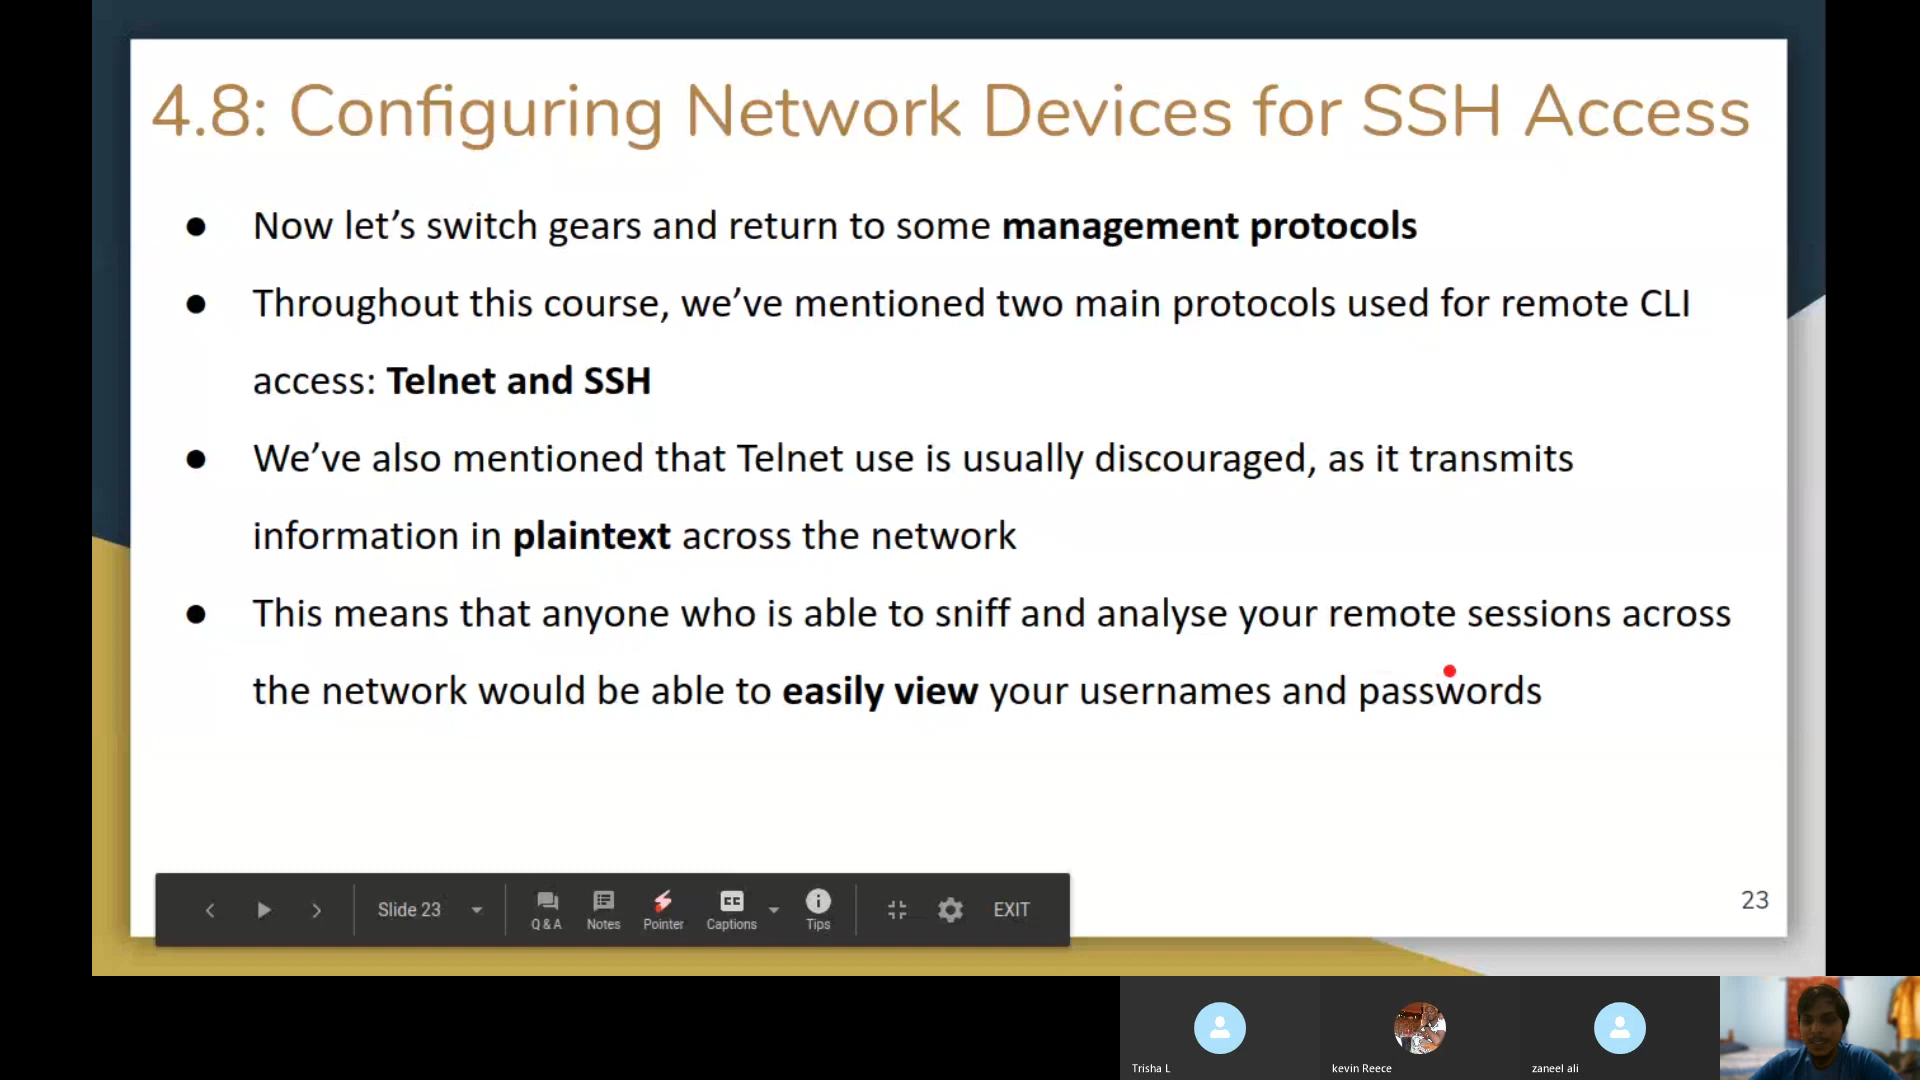 4.8: Configuring Network Devices for SSH Access
● Now let’s switch gears and return to some management protocols
● Throughout this course, we’ve mentioned two main protocols used for remote CLI
access: Telnet and SSH
● We’ve also mentioned that Telnet use is usually discouraged, as it transmits
information in plaintext across the network
● This means that anyone who is able to sniff and analyse your remote sessions across
the network would be able to easily view your usernames and passwords
23
Slide 23
Q & A
Notes
Pointer
CC
Captions
Tips
EXIT
Trisha L
kevin Reece
zaneel ali